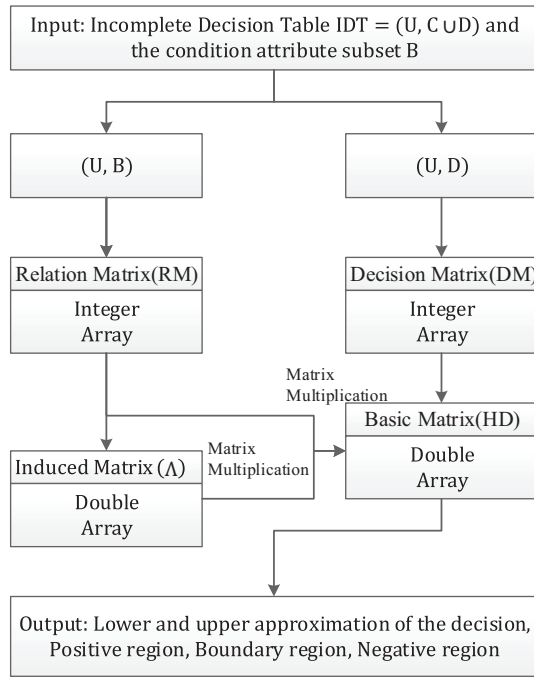 Input: Incomplete Decision Table IDT = (U, C∪D) and
the condition attribute subset B
(U, B)
(U, D)
Relation Matrix(RM)
Integer
Array
Decision Matrix(DM)
Integer
Array
Matrix
Multiplication
Basic Matrix(HD)
Double
Array
Matrix
Multiplication
Induced Matrix (Λ)
Double
Array
Output: Lower and upper approximation of the decision,
Positive region, Boundary region, Negative region